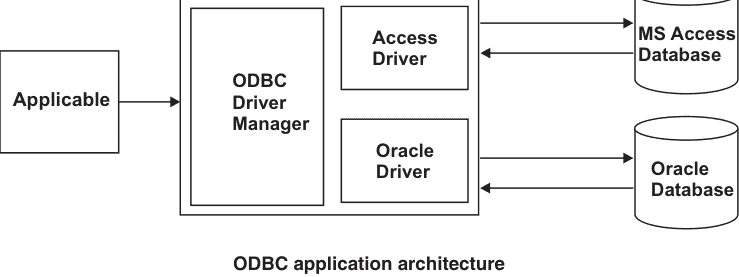 Applicable
ODBC
Driver
Manager
Access
Driver
Oracle
Driver
MS Access
Database
Oracle
Database
ODBC application architecture